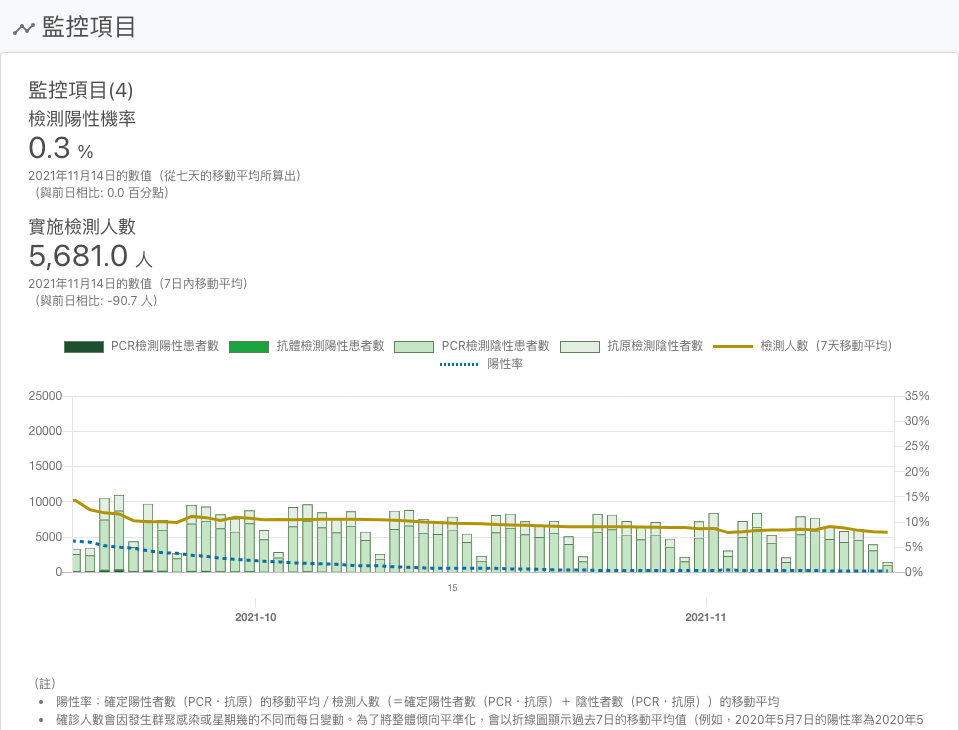 監控項目
監控項目(4)
檢測陽性機率
0.3 %
2021年11月14日的數值（從七天的移動平均所算出）
（與前日相比: 0.0 百分點）
實施檢測人數
5,681.0 人
2021年11月14日的數值（7日內移動平均）
（與前日相比: -90.7 人）
PCR檢測陽性患者數 抗體檢測陽性患者數 PCR檢測陰性患者數 抗原檢測陰性者數 檢測人數（7天移動平均）
陽性率
25000 35%
30%
20000
25%
15000
20%
10000 15%
10%
5000
5%
0 0%
15
2021-10 2021-11
（註）
• 陽性率：確定陽性者數（PCR・抗原）的移動平均 / 檢測人數（＝確定陽性者數（PCR・抗原）＋ 陰性者數（PCR・抗原））的移動平均
• 確診人數會因發生群聚感染或星期幾的不同而每日變動。為了將整體傾向平準化，會以折線圖顯示過去7日的移動平均值（例如，2020年5月7日的陽性率為2020年5